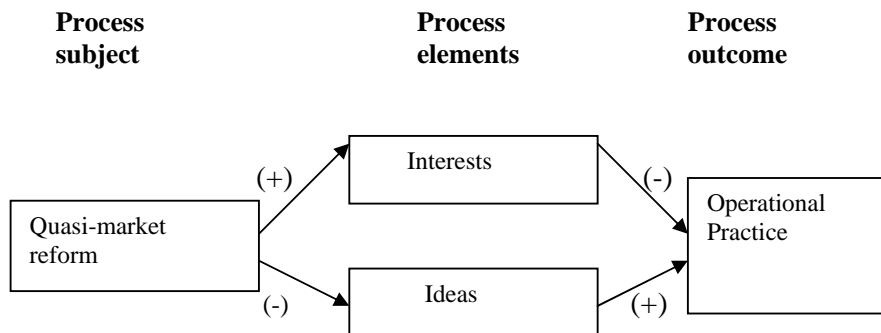 Process
subject
Process
elements
Process
outcome
Interests
(+)
(-)
Operational
Practice
Quasi-market
reform
Ideas
(-)
(+)